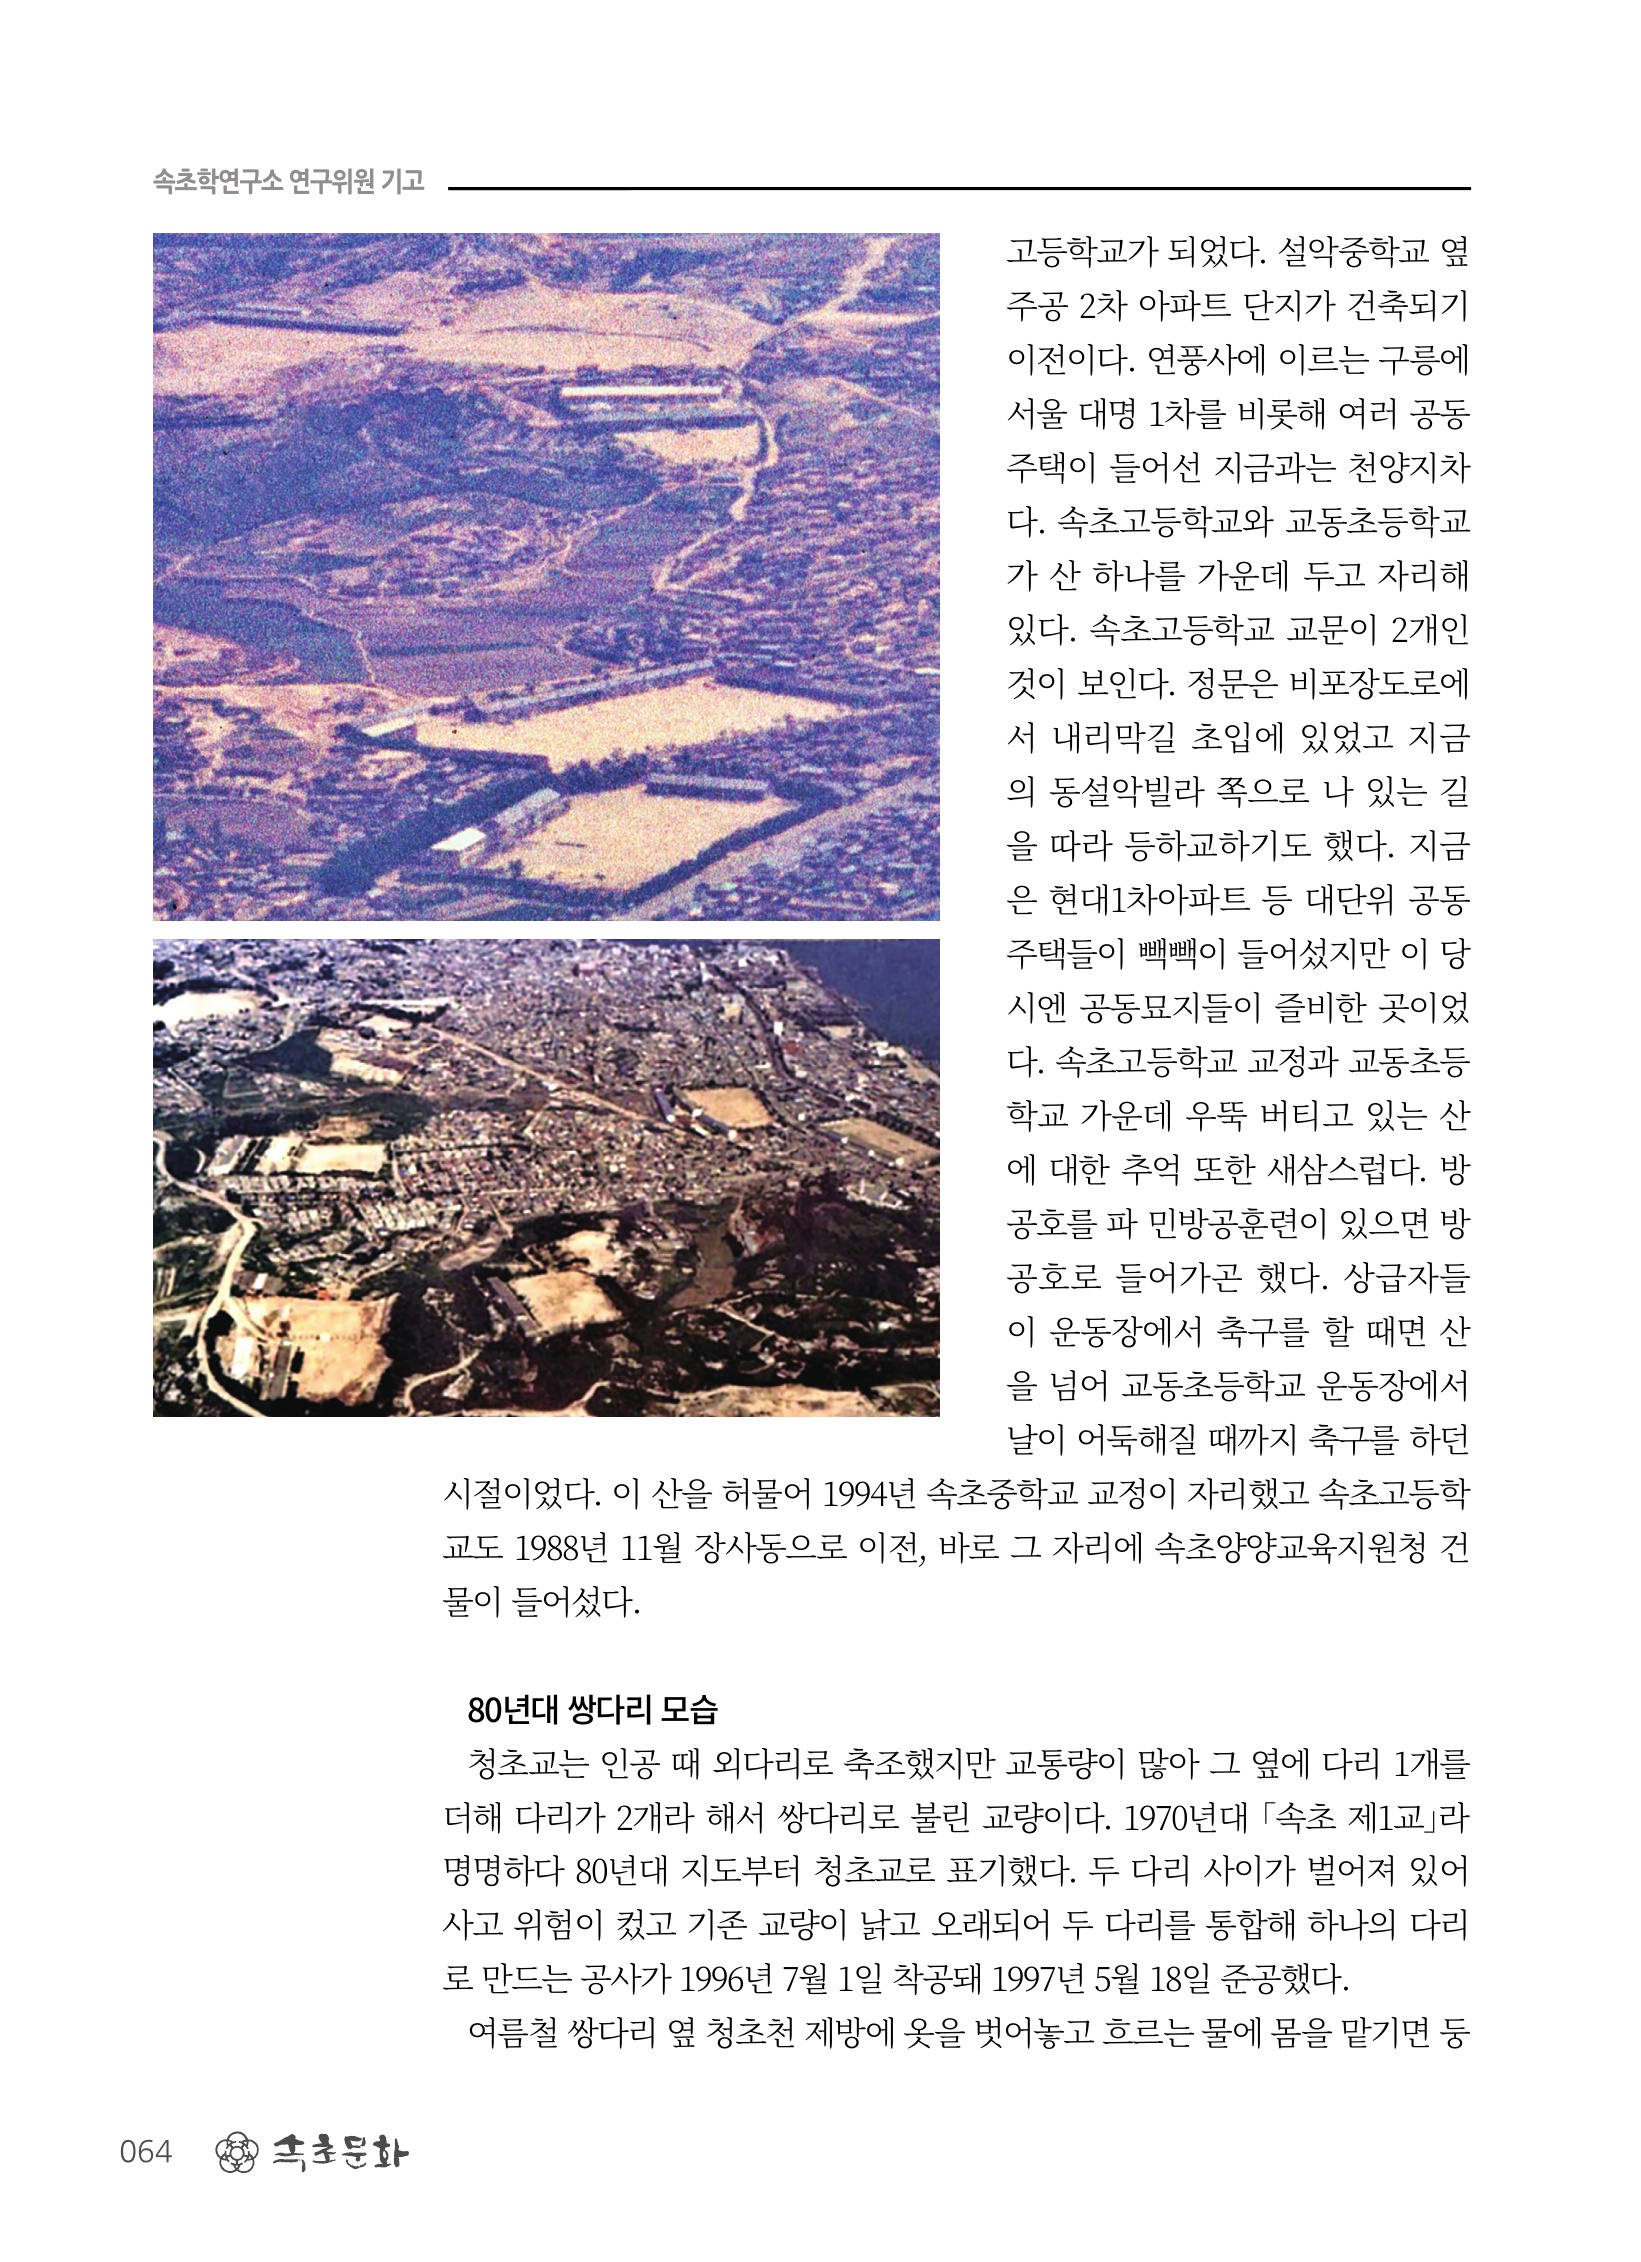 속초학연구소 연구위원 기고
고등학교가 되었다. 설악중학교 옆
주공 2차 아파트 단지가 건축되기
이전이다. 연풍사에 이르는 구릉에
서울 대명 1차를 비롯해 여러 공동
주택이 들어선 지금과는 천양지차
다. 속초고등학교와 교동초등학교
가 산 하나를 가운데 두고 자리해
있다. 속초고등학교 교문이 2개인
것이 보인다. 정문은 비포장도로에
서 내리막길 초입에 있었고 지금
의 동설악빌라 쪽으로 나 있는 길
을 따라 등하교하기도 했다. 지금
은 현대1차아파트 등 대단위 공동
주택들이 빽빽이 들어섰지만 이 당
시엔 공동묘지들이 즐비한 곳이었
다. 속초고등학교 교정과 교동초등
학교 가운데 우뚝 버티고 있는 산
에 대한 추억 또한 새삼스럽다. 방
공호를 파 민방공훈련이 있으면 방
공호로 들어가곤 했다. 상급자들
이 운동장에서 축구를 할 때면 산
을 넘어 교동초등학교 운동장에서
날이 어둑해질 때까지 축구를 하던
시절이었다. 이 산을 허물어 1994년 속초중학교 교정이 자리했고 속초고등학
교도 1988년 11월 장사동으로 이전, 바로 그 자리에 속초양양교육지원청 건
물이 들어섰다.
80년대 쌍다리 모습
청초교는 인공 때 외다리로 축조했지만 교통량이 많아 그 옆에 다리 1개를
더해 다리가 2개라 해서 쌍다리로 불린 교량이다. 1970년대 「속초 제1교」라
명명하다 80년대 지도부터 청초교로 표기했다. 두 다리 사이가 벌어져 있어
사고 위험이 컸고 기존 교량이 낡고 오래되어 두 다리를 통합해 하나의 다리
로 만드는 공사가 1996년 7월 1일 착공돼 1997년 5월 18일 준공했다.
여름철 쌍다리 옆 청초천 제방에 옷을 벗어놓고 흐르는 물에 몸을 맡기면 둥
064 속초문화